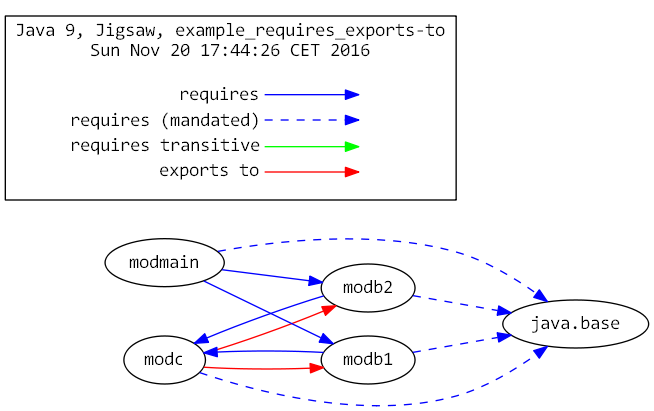 Java 9, Jigsaw, example_requires_exports-to
Sun Nov 20 17:44:26 CET 2016
requires
requires (mandated)
requires transitive
exports to
modmain
modb2
java.base
modc
modb1